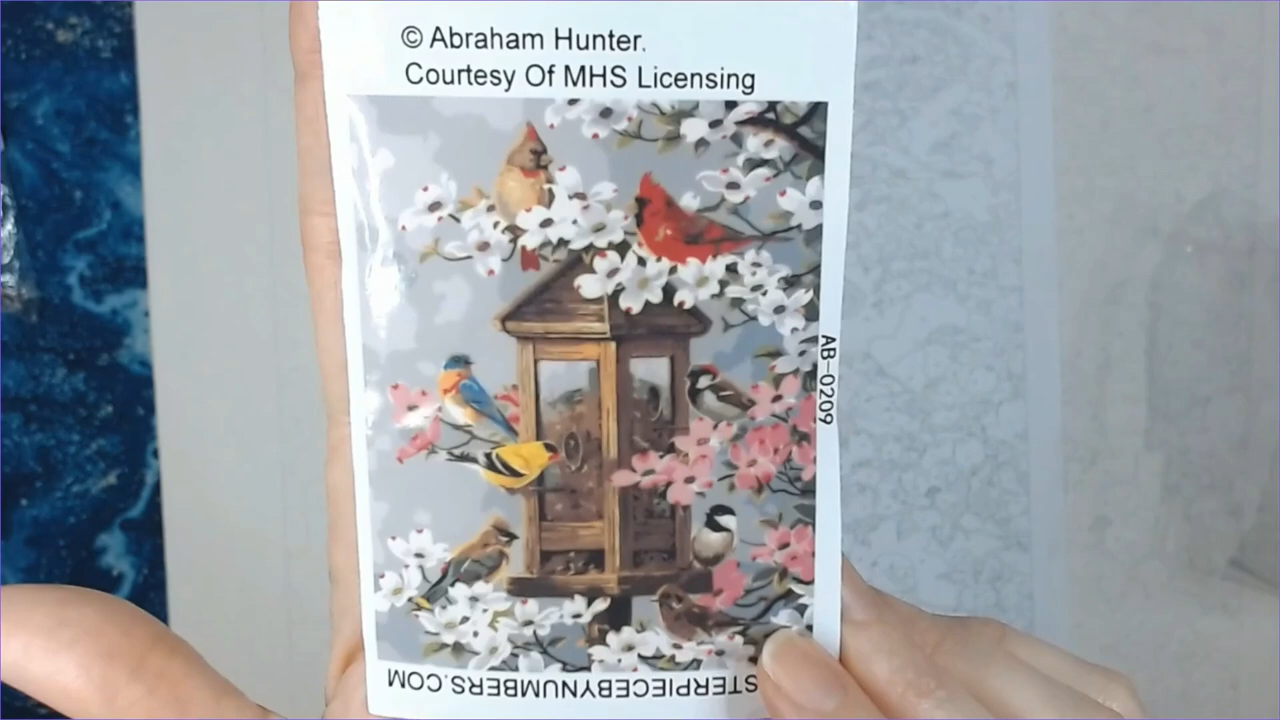 © Abraham Hunter.
Courtesy Of MHS Licensing
AB-0209
STERPIECEBYNUMBERS.COM